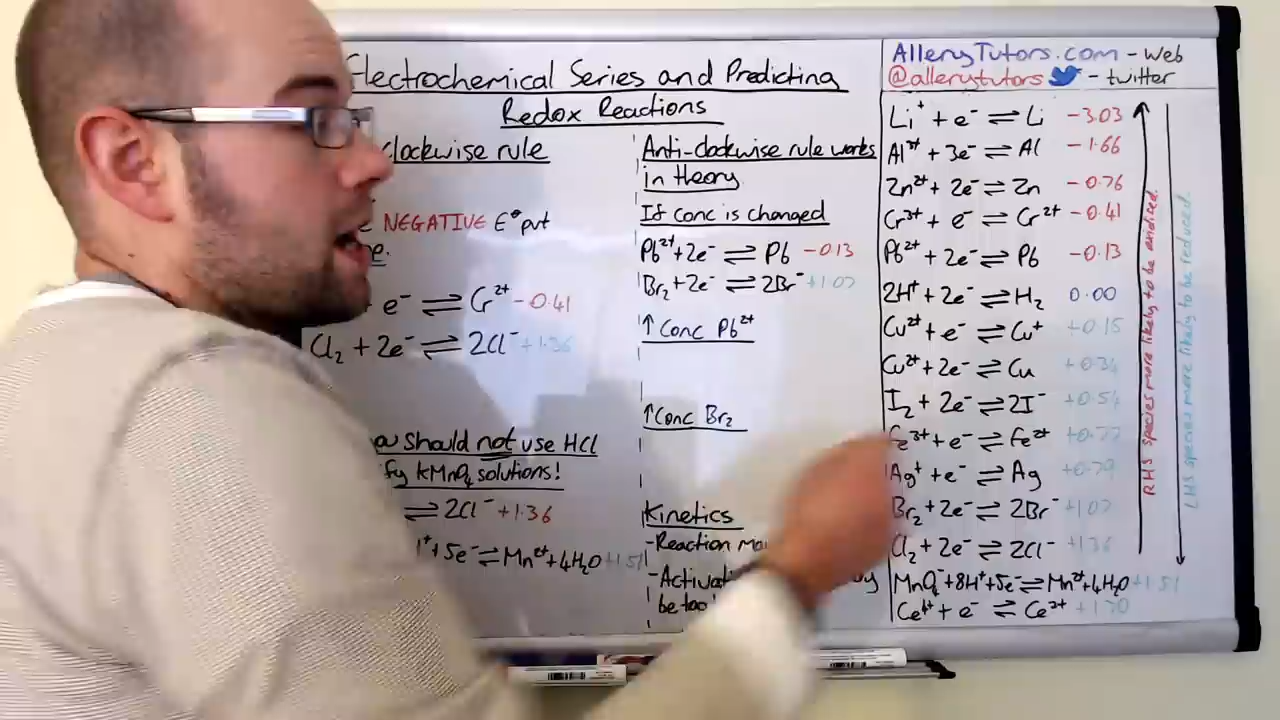 Electrochemical Series and Predicting
Redox Reactions
clockwise rule
NEGATIVE E⁰ put
e⁻ ⇌ Cr²⁺ -0.41
Cl₂ + 2e⁻ ⇌ 2Cl⁻ +1.36
should not use HCl
KMnO₄ solutions!
⇌ 2Cl⁻ +1.36
+5e⁻ ⇌ Mn²⁺ + 4H₂O +1.51
Anti-clockwise rule works
in theory
If conc is changed
Pb²⁺ + 2e⁻ ⇌ Pb -0.13
Br₂ + 2e⁻ ⇌ 2Br⁻ +1.07
↑ Conc Pb²⁺
↑ Conc Br₂
Kinetics
- Reaction
be too
AlleryTutors.com - web
@allerytutors - twitter
Li⁺ + e⁻ ⇌ Li -3.03
Al³⁺ + 3e⁻ ⇌ Al -1.66
Zn²⁺ + 2e⁻ ⇌ Zn -0.76
Cr³⁺ + e⁻ ⇌ Cr²⁺ -0.41
Pb²⁺ + 2e⁻ ⇌ Pb -0.13
2H⁺ + 2e⁻ ⇌ H₂ 0.00
Cu²⁺ + e⁻ ⇌ Cu⁺ +0.15
Cu²⁺ + 2e⁻ ⇌ Cu +0.34
I₂ + 2e⁻ ⇌ 2I⁻ +0.54
Fe³⁺ + e⁻ ⇌ Fe²⁺ +0.77
Ag⁺ + e⁻ ⇌ Ag +0.79
Br₂ + 2e⁻ ⇌ 2Br⁻ +1.07
Cl₂ + 2e⁻ ⇌ 2Cl⁻ +1.36
MnO₄⁻ + 8H⁺ + 5e⁻ ⇌ Mn²⁺ + 4H₂O +1.51
Ce⁴⁺ + e⁻ ⇌ Ce³⁺ +1.70
RHS species more likely to be oxidised.
LHS species more likely to be reduced.